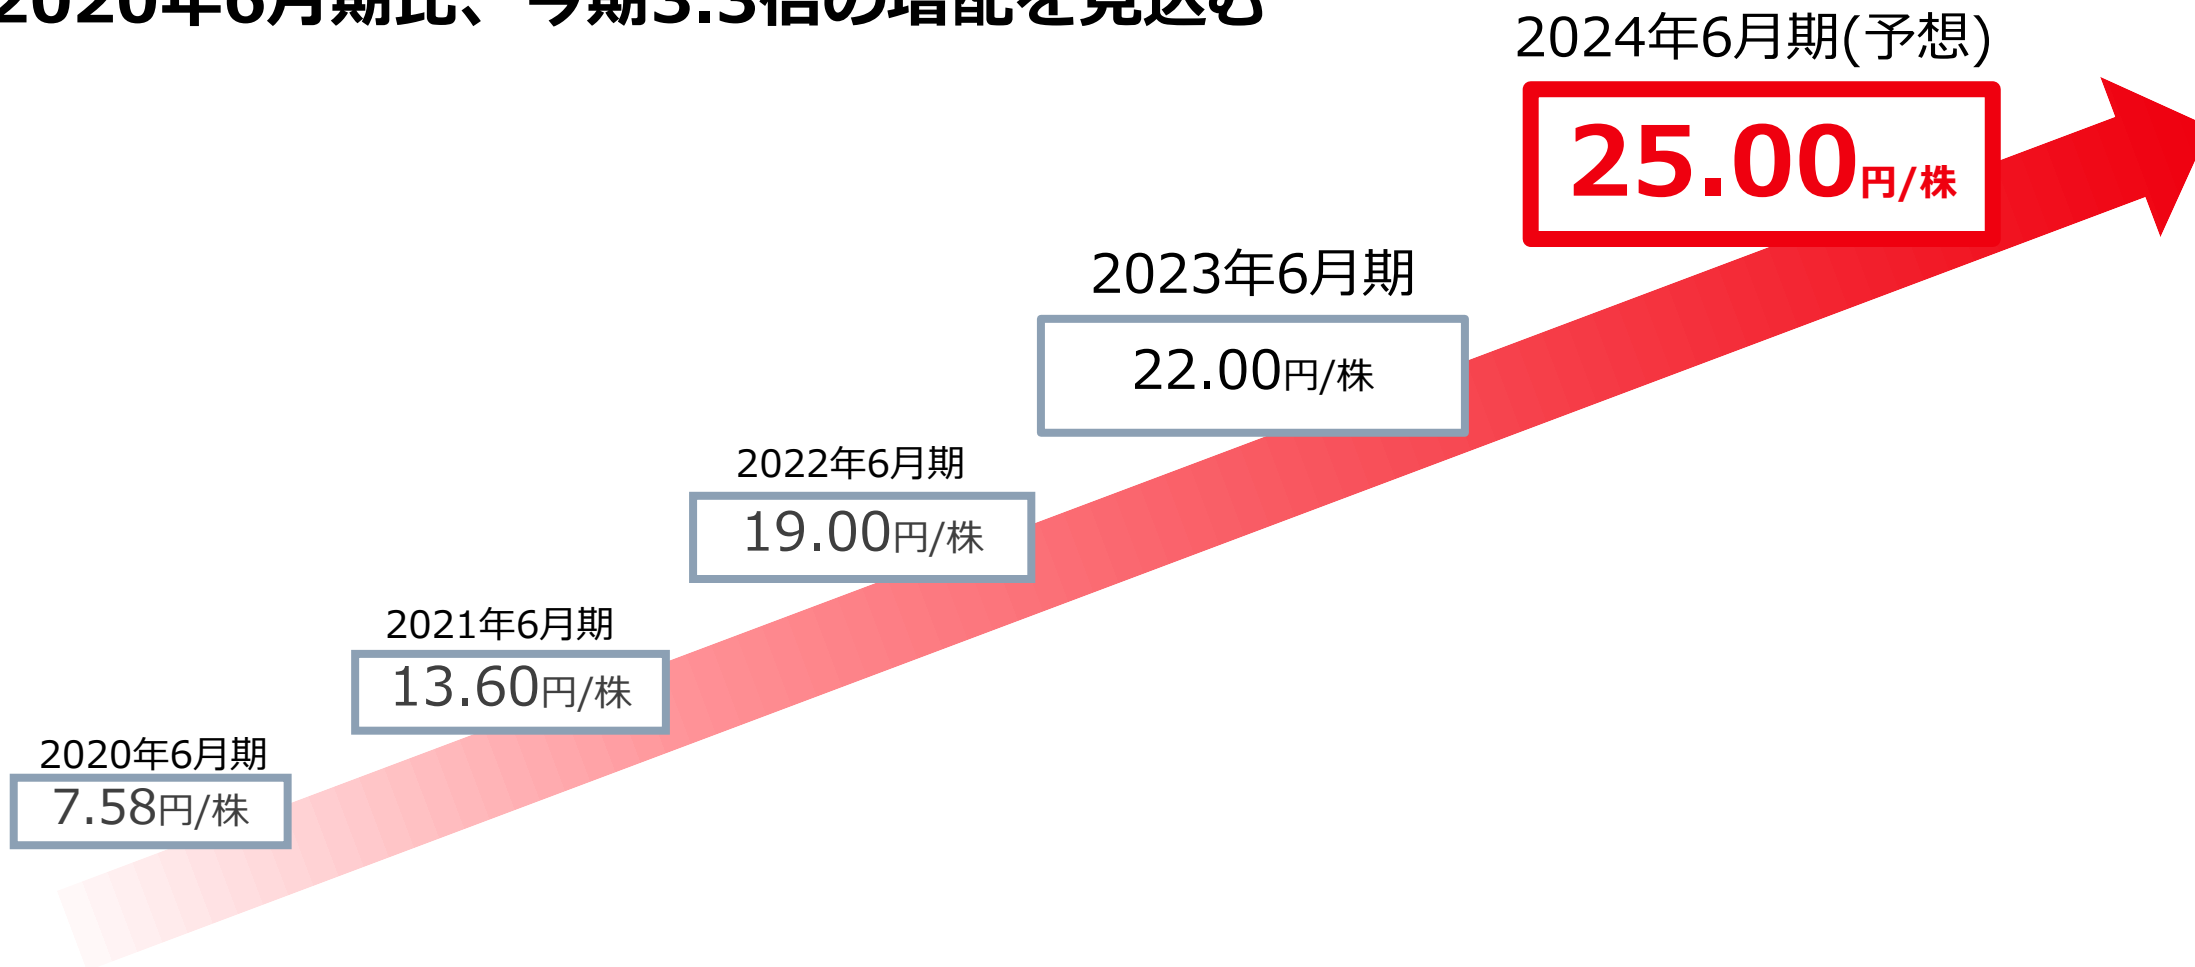 2020年6月期比、今期3.3倍の増配を見込む
2024年6月期(予想)
25.00円/株
2023年6月期
22.00円/株
2022年6月期
19.00円/株
2021年6月期
13.60円/株
2020年6月期
7.58円/株